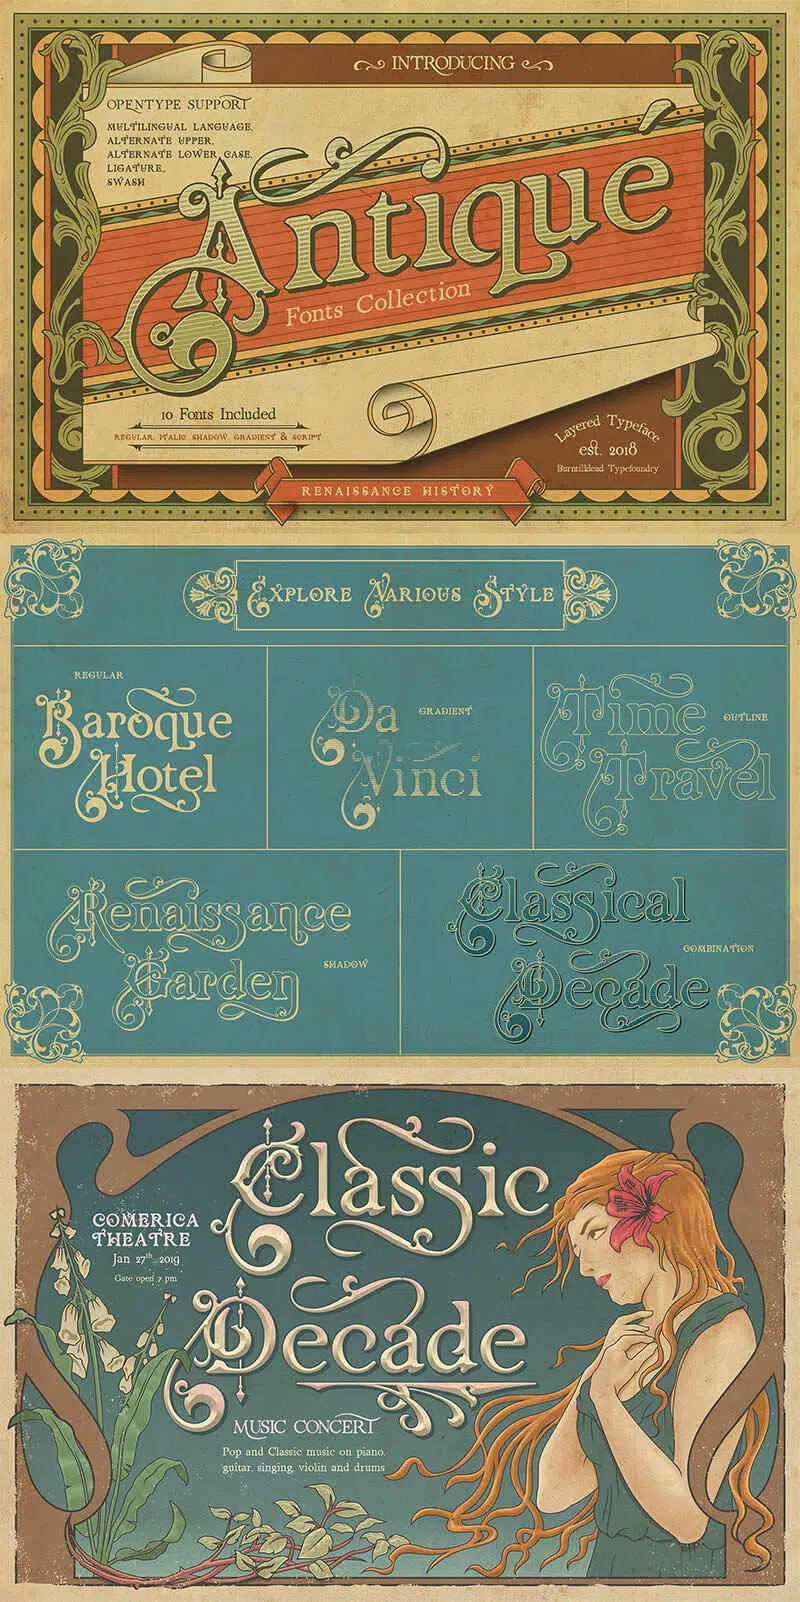 INTRODUCING
OPENTYPE SUPPORT
MULTILINGUAL LANGUAGE,
ALTERNATE UPPER,
ALTERNATE LOWER CASE,
LIGATURE,
SWASH
Antique
Fonts Collection
10 Fonts Included
REGULAR, ITALIC, SHADOW, GRADIENT & SCRIPT
Layered Typeface
est. 2018
Burntilldead Typefoundry
RENAISSANCE HISTORY
EXPLORE VARIOUS STYLE
REGULAR
Baroque
Hotel
Da
Vinci
GRADIENT
Time
Travel
OUTLINE
Renaissance
Garden
SHADOW
Classical
Decade
COMBINATION
Classic
Decade
COMERICA
THEATRE
Jan 27th, 2019
Gate open 7 pm
MUSIC CONCERT
Pop and Classic music on piano,
guitar, singing, violin and drums